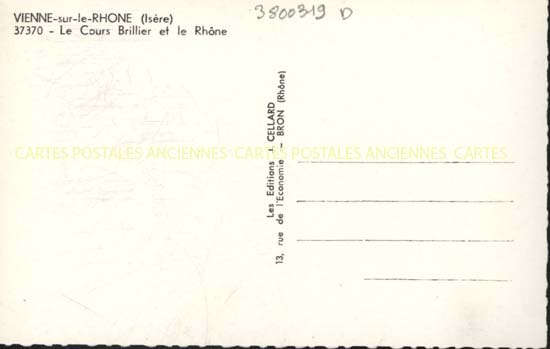 VIENNE-sur-le-RHONE (Isère)
37370 - Le Cours Brillier et le Rhône
3800319 D
CARTES POSTALES ANCIENNES CARTES POSTALES ANCIENNES
Les Editions J. CELLARD
13, rue de l'Economie - BRON (Rhône)